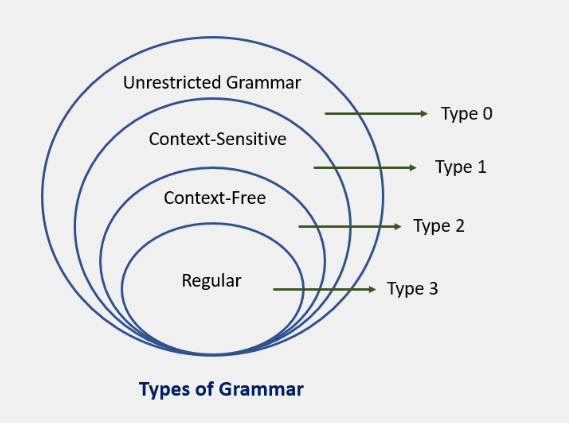 Unrestricted Grammar
Type 0
Context-Sensitive
Type 1
Context-Free
Type 2
Regular
Type 3
Types of Grammar